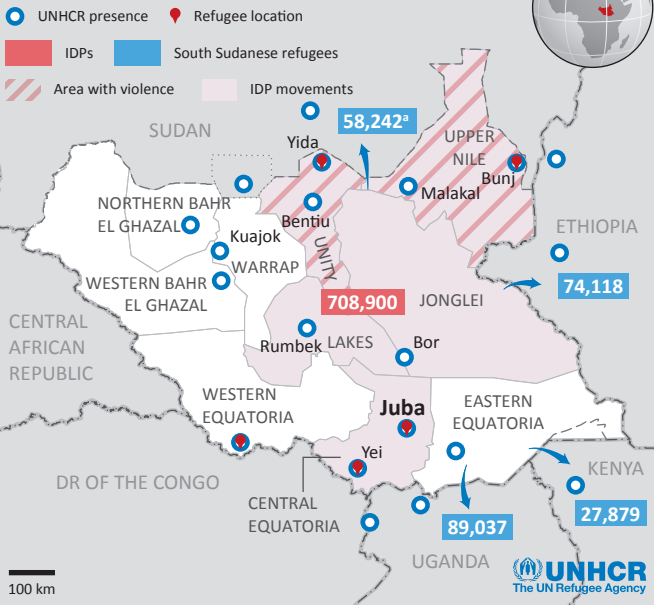 UNHCR presence
Refugee location
IDPs
South Sudanese refugees
Area with violence
IDP movements
SUDAN
58,242ᵃ
Yida
UPPER
NILE
Bunj
Malakal
NORTHERN BAHR
EL GHAZAL
Bentiu
ETHIOPIA
Kuajok
UNITY
WARRAP
WESTERN BAHR
EL GHAZAL
74,118
708,900
JONGLEI
CENTRAL
AFRICAN
REPUBLIC
Rumbek
LAKES
Bor
WESTERN
EQUATORIA
Juba
EASTERN
EQUATORIA
Yei
KENYA
DR OF THE CONGO
CENTRAL
EQUATORIA
27,879
89,037
UGANDA
UNHCR
The UN Refugee Agency
100 km